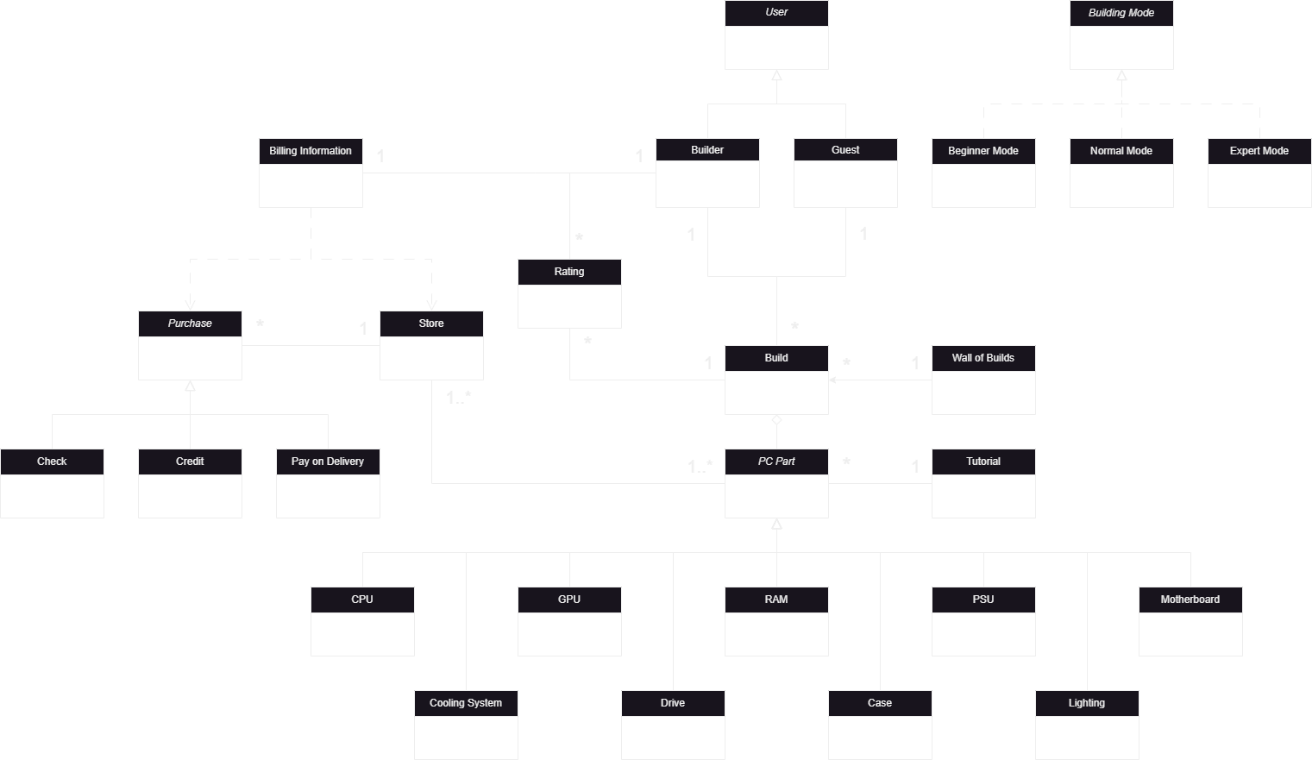 User
Building Mode
Billing Information
1
1
Builder
Guest
Beginner Mode
Normal Mode
Expert Mode
1
1
*
Rating
Purchase
*
1
Store
*
*
1
Build
*
1
Wall of Builds
1..*
Check
Credit
Pay on Delivery
1..*
PC Part
*
1
Tutorial
CPU
GPU
RAM
PSU
Motherboard
Cooling System
Drive
Case
Lighting